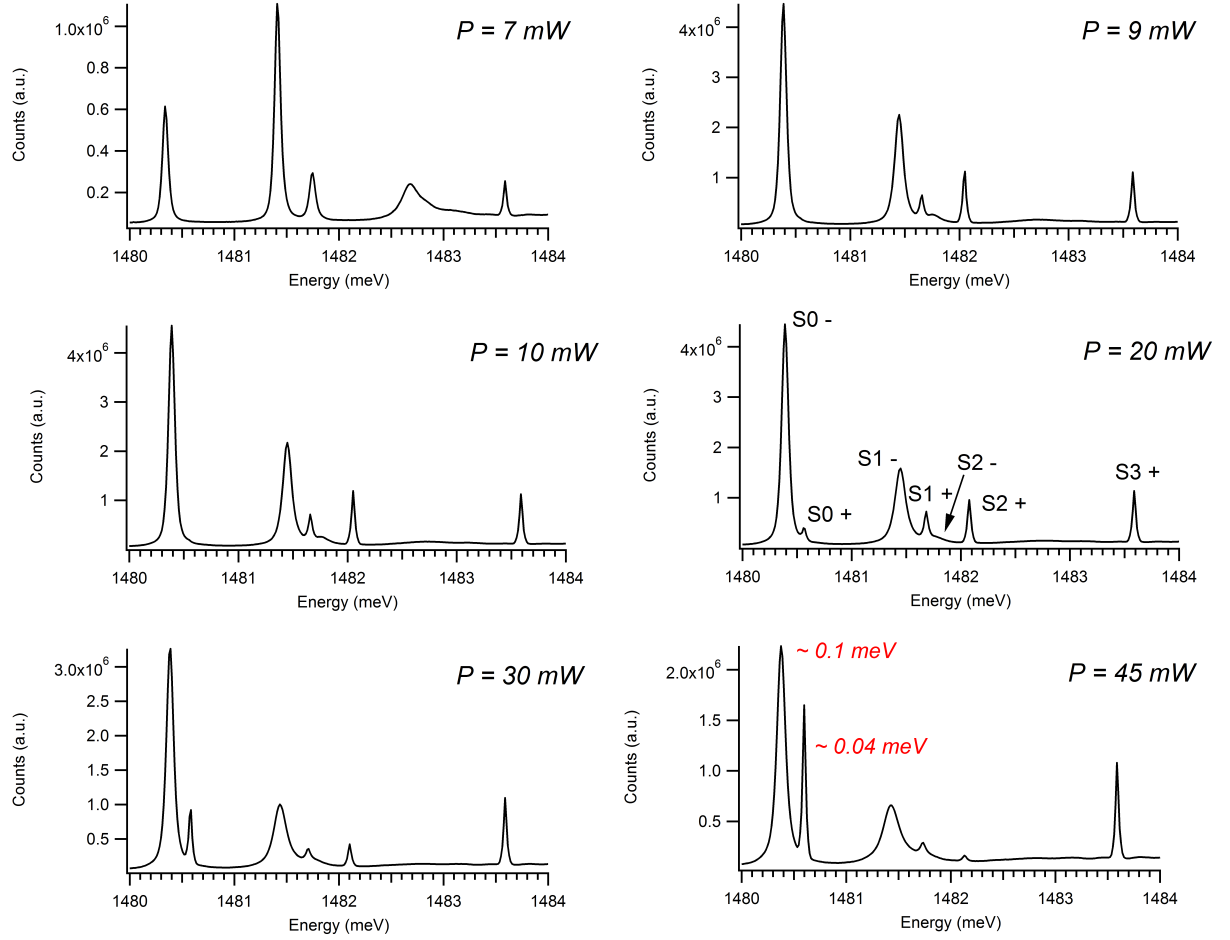 P = 7 mW
1.0x10⁶
0.8
0.6
0.4
0.2
Counts (a.u.)
1480 1481 1482 1483 1484
Energy (meV)
P = 9 mW
4x10⁶
3
2
1
Counts (a.u.)
1480 1481 1482 1483 1484
Energy (meV)
P = 10 mW
4x10⁶
3
2
1
Counts (a.u.)
1480 1481 1482 1483 1484
Energy (meV)
P = 20 mW
4x10⁶
3
2
1
Counts (a.u.)
S0 -
S0 +
S1 -
S1 +
S2 -
S2 +
S3 +
1480 1481 1482 1483 1484
Energy (meV)
P = 30 mW
3.0x10⁶
2.5
2.0
1.5
1.0
0.5
Counts (a.u.)
1480 1481 1482 1483 1484
Energy (meV)
P = 45 mW
2.0x10⁶
1.5
1.0
0.5
Counts (a.u.)
~ 0.1 meV
~ 0.04 meV
1480 1481 1482 1483 1484
Energy (meV)